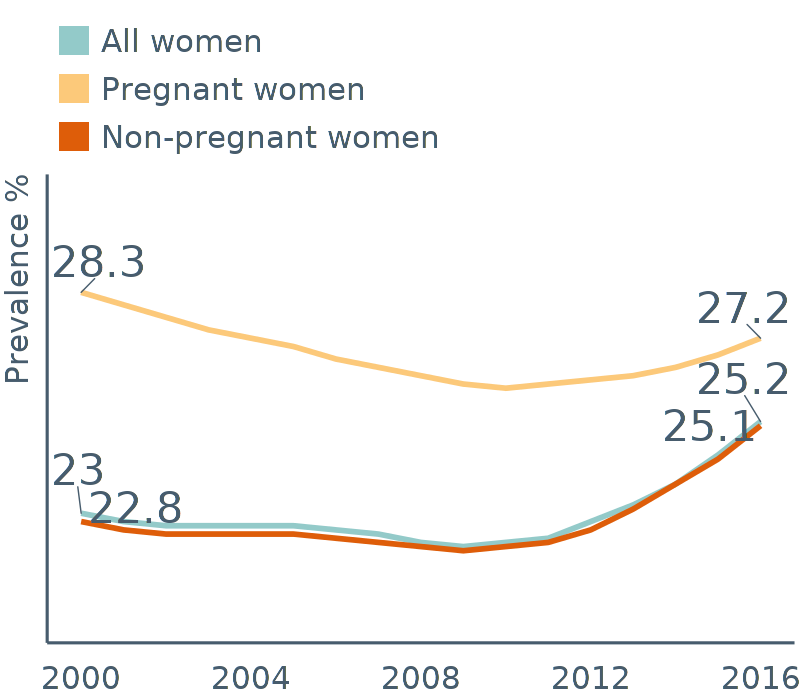 All women
Pregnant women
Non-pregnant women
Prevalence %
28.3
27.2
25.2
25.1
23
22.8
2000 2004 2008 2012 2016